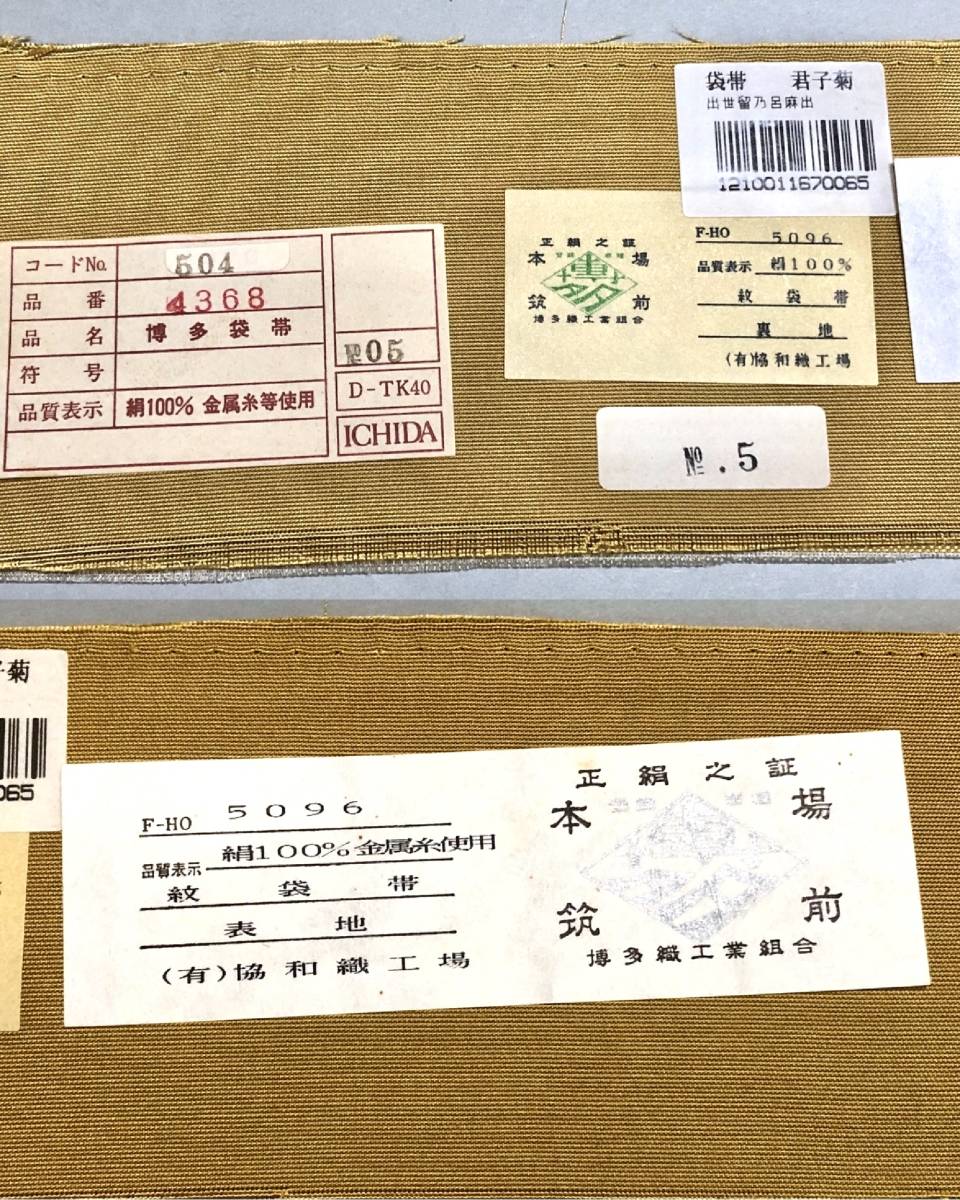 コードNo. 504
品番 4368
品名 博多袋帯
符号
品質表示 絹100% 金属糸等使用
№05
D-TK40
ICHIDA
袋帯 君子菊
出世留乃呂麻出
1210011670065
正絹之証
本場
筑前
博多織工業組合
F-HO 5096
品質表示 絹100%
紋袋帯
裏地
(有)協和織工場
№.5
子菊
065
F-HO 5096
品質表示 絹100%金属糸使用
紋袋帯
表地
(有)協和織工場
正絹之証
本場
筑前
博多織工業組合